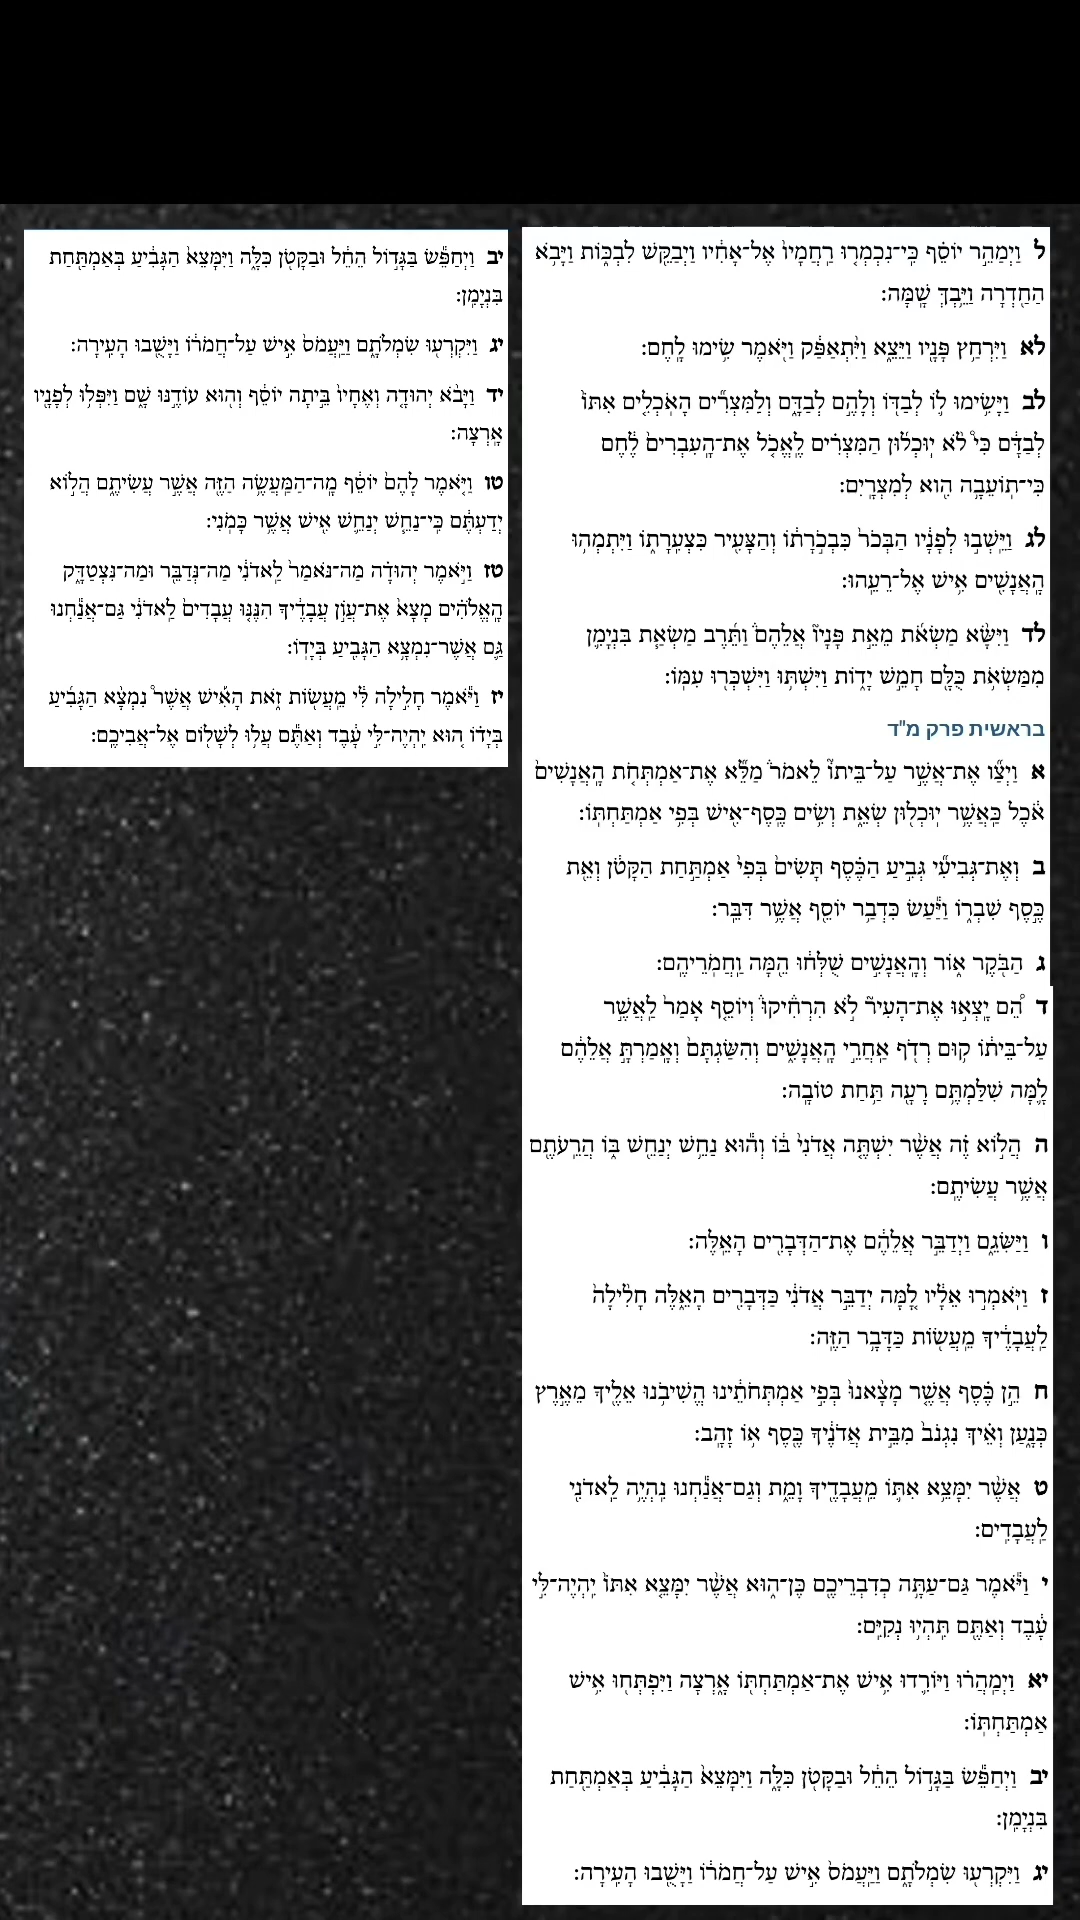 ל וַיְמַהֵ֣ר יוֹסֵ֗ף כִּֽי־נִכְמְר֤וּ רַחֲמָיו֙ אֶל־אָחִ֔יו וַיְבַקֵּ֖שׁ לִבְכּ֑וֹת וַיָּבֹ֥א
הַחַ֖דְרָה וַיֵּ֥בְךְּ שָֽׁמָּה׃
לא וַיִּרְחַ֥ץ פָּנָ֖יו וַיֵּצֵ֑א וַיִּ֨תְאַפַּ֔ק וַיֹּ֖אמֶר שִׂ֥ימוּ לָֽחֶם׃
לב וַיָּשִׂ֥ימוּ ל֛וֹ לְבַדּ֖וֹ וְלָהֶ֣ם לְבַדָּ֑ם וְלַמִּצְרִ֞ים הָאֹכְלִ֤ים אִתּוֹ֙
לְבַדָּ֔ם כִּי֩ לֹ֨א יֽוּכְל֜וּן הַמִּצְרִ֗ים לֶאֱכֹ֤ל אֶת־הָֽעִבְרִים֙ לֶ֔חֶם
כִּי־תוֹעֵבָ֥ה הִ֖וא לְמִצְרָֽיִם׃
לג וַיֵּשְׁב֣וּ לְפָנָ֔יו הַבְּכֹר֙ כִּבְכֹ֣רָת֔וֹ וְהַצָּעִ֖יר כִּצְעִרָת֑וֹ וַיִּתְמְה֥וּ
הָאֲנָשִׁ֖ים אִ֥ישׁ אֶל־רֵעֵֽהוּ׃
לד וַיִּשָּׂ֨א מַשְׂאֹ֜ת מֵאֵ֣ת פָּנָיו֮ אֲלֵהֶם֒ וַתֵּ֜רֶב מַשְׂאַ֧ת בִּנְיָמִ֛ן
מִמַּשְׂאֹ֥ת כֻּלָּ֖ם חָמֵ֣שׁ יָד֑וֹת וַיִּשְׁתּ֥וּ וַֽיִּשְׁכְּר֖וּ עִמּֽוֹ׃
בראשית פרק מ"ד
א וַיְצַ֞ו אֶת־אֲשֶׁ֣ר עַל־בֵּיתוֹ֮ לֵאמֹר֒ מַלֵּ֞א אֶת־אַמְתְּחֹ֤ת הָֽאֲנָשִׁים֙
אֹ֔כֶל כַּאֲשֶׁ֥ר יוּכְל֖וּן שְׂאֵ֑ת וְשִׂ֥ים כֶּֽסֶף־אִ֖ישׁ בְּפִ֥י אַמְתַּחְתּֽוֹ׃
ב וְאֶת־גְּבִיעִ֞י גְּבִ֣יעַ הַכֶּ֗סֶף תָּשִׂים֙ בְּפִי֙ אַמְתַּ֣חַת הַקָּטֹ֔ן וְאֵ֖ת
כֶּ֣סֶף שִׁבְר֑וֹ וַיַּ֕עַשׂ כִּדְבַ֥ר יוֹסֵ֖ף אֲשֶׁ֥ר דִּבֵּֽר׃
ג הַבֹּ֖קֶר א֑וֹר וְהָאֲנָשִׁ֣ים שֻׁלְּח֔וּ הֵ֖מָּה וַחֲמֹרֵיהֶֽם׃
ד הֵ֠ם יָֽצְא֣וּ אֶת־הָעִיר֮ לֹ֣א הִרְחִיקוּ֒ וְיוֹסֵ֤ף אָמַר֙ לַֽאֲשֶׁ֣ר
עַל־בֵּית֔וֹ ק֥וּם רְדֹ֖ף אַחֲרֵ֣י הָֽאֲנָשִׁ֑ים וְהִשַּׂגְתָּם֙ וְאָמַרְתָּ֣ אֲלֵהֶ֔ם
לָ֛מָּה שִׁלַּמְתֶּ֥ם רָעָ֖ה תַּ֥חַת טוֹבָֽה׃
ה הֲל֣וֹא זֶ֗ה אֲשֶׁ֨ר יִשְׁתֶּ֤ה אֲדֹנִי֙ בּ֔וֹ וְה֕וּא נַחֵ֥שׁ יְנַחֵ֖שׁ בּ֑וֹ הֲרֵעֹתֶ֖ם
אֲשֶׁ֥ר עֲשִׂיתֶֽם׃
ו וַֽיַּשִּׂגֵ֑ם וַיְדַבֵּ֣ר אֲלֵהֶ֔ם אֶת־הַדְּבָרִ֖ים הָאֵֽלֶּה׃
ז וַיֹּאמְר֣וּ אֵלָ֔יו לָ֚מָּה יְדַבֵּ֣ר אֲדֹנִ֔י כַּדְּבָרִ֖ים הָאֵ֑לֶּה חָלִ֙ילָה֙
לַעֲבָדֶ֔יךָ מֵעֲשׂ֖וֹת כַּדָּבָ֥ר הַזֶּֽה׃
ח הֵ֣ן כֶּ֗סֶף אֲשֶׁ֤ר מָצָ֙אנוּ֙ בְּפִ֣י אַמְתְּחֹתֵ֔ינוּ הֱשִׁיבֹ֥נוּ אֵלֶ֖יךָ מֵאֶ֣רֶץ
כְּנָ֑עַן וְאֵ֗יךְ נִגְנֹב֙ מִבֵּ֣ית אֲדֹנֶ֔יךָ כֶּ֖סֶף א֥וֹ זָהָֽב׃
ט אֲשֶׁ֨ר יִמָּצֵ֥א אִתּ֛וֹ מֵעֲבָדֶ֖יךָ וָמֵ֑ת וְגַם־אֲנַ֕חְנוּ נִֽהְיֶ֥ה לַֽאדֹנִ֖י
לַעֲבָדִֽים׃
י וַיֹּ֕אמֶר גַּם־עַתָּ֥ה כְדִבְרֵיכֶ֖ם כֶּן־ה֑וּא אֲשֶׁ֨ר יִמָּצֵ֤א אִתּוֹ֙ יִהְיֶה־לִּ֣י
עָ֔בֶד וְאַתֶּ֖ם תִּהְי֥וּ נְקִיִּֽם׃
יא וַֽיְמַהֲר֗וּ וַיּוֹרִ֛דוּ אִ֥ישׁ אֶת־אַמְתַּחְתּ֖וֹ אָ֑רְצָה וַֽיִּפְתְּח֖וּ אִ֥ישׁ
אַמְתַּחְתּֽוֹ׃
יב וַיְחַפֵּ֕שׂ בַּגָּד֣וֹל הֵחֵ֔ל וּבַקָּטֹ֖ן כִּלָּ֑ה וַיִּמָּצֵא֙ הַגָּבִ֔יעַ בְּאַמְתַּ֖חַת
בִּנְיָמִֽן׃
יג וַֽיִּקְרְע֖וּ שִׂמְלֹתָ֑ם וַֽיַּעֲמֹס֙ אִ֣ישׁ עַל־חֲמֹר֔וֹ וַיָּשֻׁ֖בוּ הָעִֽירָה׃
יב וַיְחַפֵּ֕שׂ בַּגָּד֣וֹל הֵחֵ֔ל וּבַקָּטֹ֖ן כִּלָּ֑ה וַיִּמָּצֵא֙ הַגָּבִ֔יעַ בְּאַמְתַּ֖חַת
בִּנְיָמִֽן׃
יג וַֽיִּקְרְע֖וּ שִׂמְלֹתָ֑ם וַֽיַּעֲמֹס֙ אִ֣ישׁ עַל־חֲמֹר֔וֹ וַיָּשֻׁ֖בוּ הָעִֽירָה׃
יד וַיָּבֹ֨א יְהוּדָ֤ה וְאֶחָיו֙ בֵּ֣יתָה יוֹסֵ֔ף וְה֖וּא עוֹדֶ֣נּוּ שָׁ֑ם וַיִּפְּל֥וּ לְפָנָ֖יו
אָֽרְצָה׃
טו וַיֹּ֤אמֶר לָהֶם֙ יוֹסֵ֔ף מָֽה־הַמַּעֲשֶׂ֥ה הַזֶּ֖ה אֲשֶׁ֣ר עֲשִׂיתֶ֑ם הֲל֣וֹא
יְדַעְתֶּ֔ם כִּֽי־נַחֵ֧שׁ יְנַחֵ֛שׁ אִ֖ישׁ אֲשֶׁ֥ר כָּמֹֽנִי׃
טז וַיֹּ֣אמֶר יְהוּדָ֗ה מַה־נֹּאמַר֙ לַֽאדֹנִ֔י מַה־נְּדַבֵּ֖ר וּמַה־נִּצְטַדָּ֑ק
הָאֱלֹהִ֗ים מָצָא֙ אֶת־עֲוֺ֣ן עֲבָדֶ֔יךָ הִנֶּנּ֤וּ עֲבָדִים֙ לַֽאדֹנִ֔י גַּם־אֲנַ֕חְנוּ
גַּ֛ם אֲשֶׁר־נִמְצָ֥א הַגָּבִ֖יעַ בְּיָדֽוֹ׃
יז וַיֹּ֕אמֶר חָלִ֣ילָה לִּ֔י מֵעֲשׂ֖וֹת זֹ֑את הָאִ֡ישׁ אֲשֶׁר֩ נִמְצָ֨א הַגָּבִ֜יעַ
בְּיָד֗וֹ ה֚וּא יִהְיֶה־לִּ֣י עָ֔בֶד וְאַתֶּ֕ם עֲל֥וּ לְשָׁל֖וֹם אֶל־אֲבִיכֶֽם׃